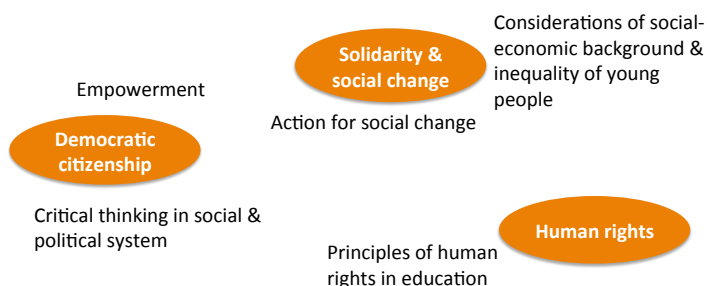 Considerations of social-
economic background &
inequality of young
people
Solidarity &
social change
Empowerment
Action for social change
Democratic
citizenship
Critical thinking in social &
political system
Human rights
Principles of human
rights in education